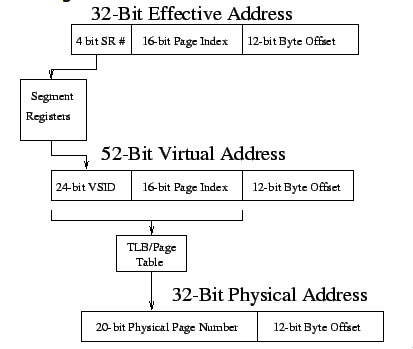 32-Bit Effective Address
4 bit SR # 16-bit Page Index 12-bit Byte Offset
Segment
Registers
52-Bit Virtual Address
24-bit VSID 16-bit Page Index 12-bit Byte Offset
TLB/Page
Table
32-Bit Physical Address
20-bit Physical Page Number 12-bit Byte Offset